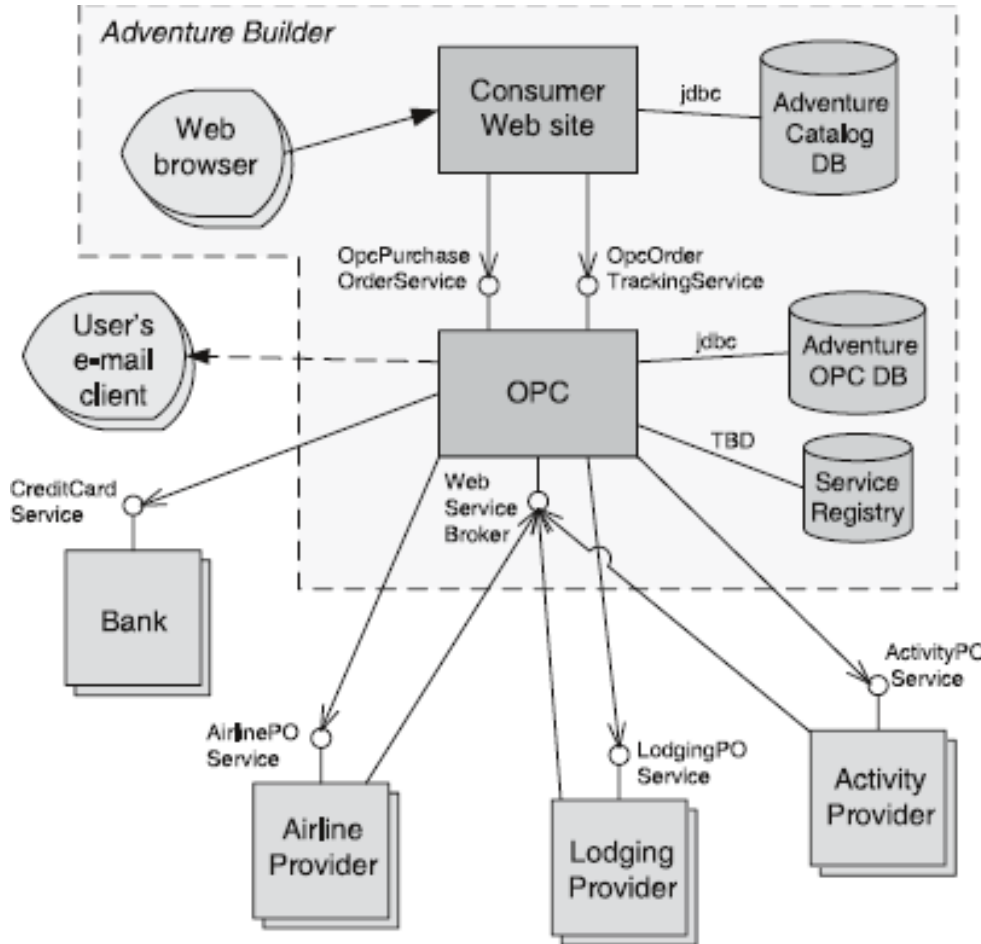 Adventure Builder
Consumer
Web site
jdbc
Adventure
Catalog
DB
Web
browser
OpcPurchase
OrderService
OpcOrder
TrackingService
User's
e-mail
client
OPC
jdbc
Adventure
OPC DB
TBD
Service
Registry
CreditCard
Service
Web
Service
Broker
Bank
ActivityPO
Service
AirlinePO
Service
LodgingPO
Service
Activity
Provider
Airline
Provider
Lodging
Provider